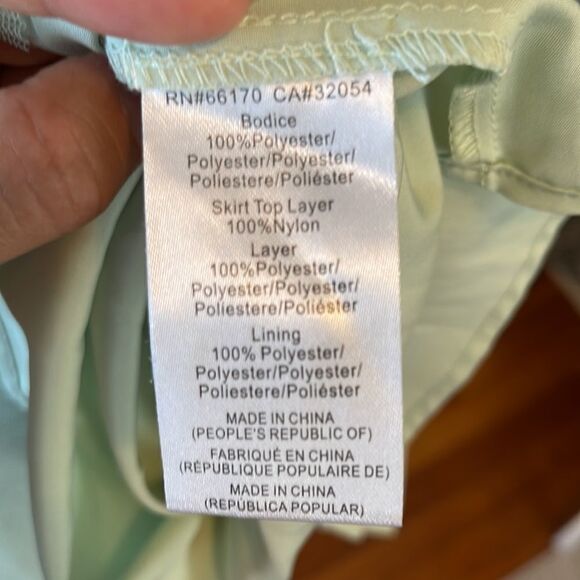 RN#66170 CA#32054
Bodice
100%Polyester/
Polyester/Polyester/
Poliestere/Poliéster
Skirt Top Layer
100%Nylon
Layer
100%Polyester/
Polyester/Polyester/
Poliestere/Poliéster
Lining
100% Polyester/
Polyester/Polyester/
Poliestere/Poliéster
MADE IN CHINA
(PEOPLE'S REPUBLIC OF)
FABRIQUÉ EN CHINA
(RÉPUBLIQUE POPULAIRE DE)
MADE IN CHINA
(REPÚBLICA POPULAR)